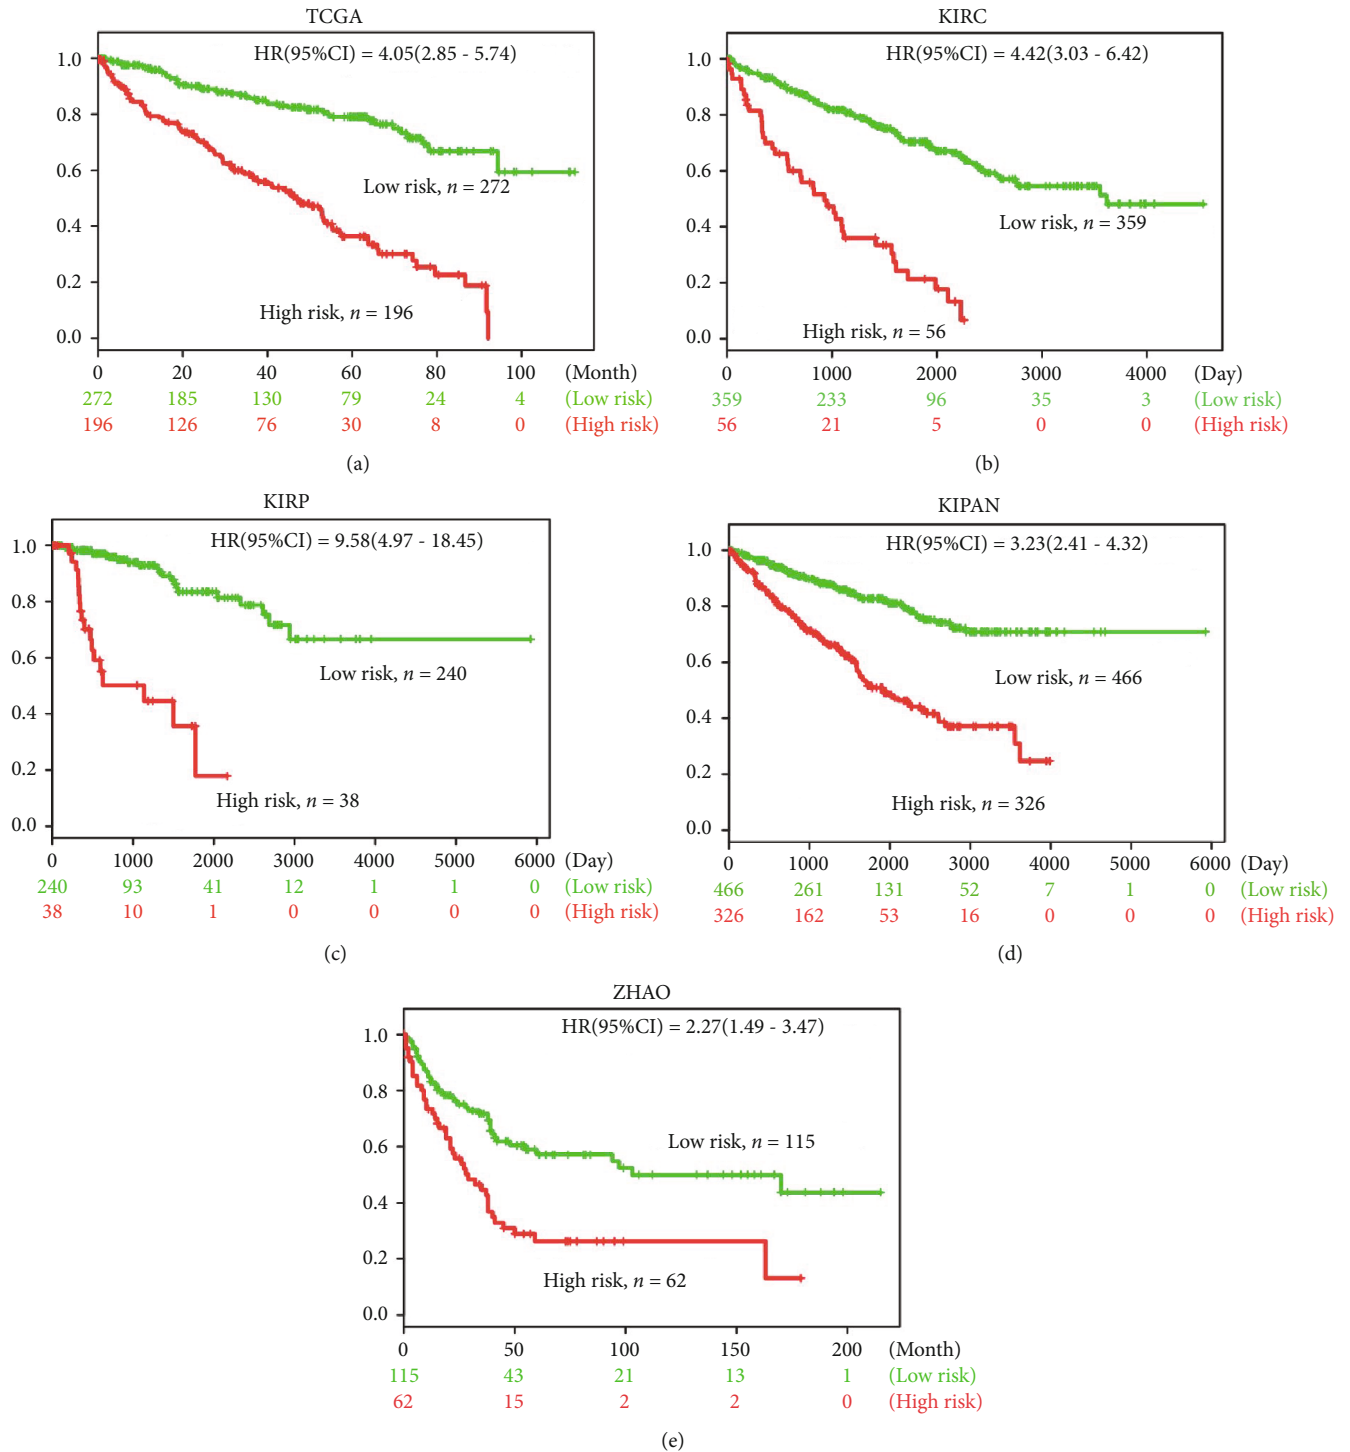 TCGA
HR(95%CI) = 4.05(2.85 - 5.74)
1.0
0.8
0.6
0.4
0.2
0.0
Low risk, n = 272
High risk, n = 196
0 20 40 60 80 100 (Month)
272 185 130 79 24 4 (Low risk)
196 126 76 30 8 0 (High risk)
(a)
KIRC
HR(95%CI) = 4.42(3.03 - 6.42)
1.0
0.8
0.6
0.4
0.2
0.0
Low risk, n = 359
High risk, n = 56
0 1000 2000 3000 4000 (Day)
359 233 96 35 3 (Low risk)
56 21 5 0 0 (High risk)
(b)
KIRP
HR(95%CI) = 9.58(4.97 - 18.45)
1.0
0.8
0.6
0.4
0.2
0.0
Low risk, n = 240
High risk, n = 38
0 1000 2000 3000 4000 5000 6000 (Day)
240 93 41 12 1 1 0 (Low risk)
38 10 1 0 0 0 0 (High risk)
(c)
KIPAN
HR(95%CI) = 3.23(2.41 - 4.32)
1.0
0.8
0.6
0.4
0.2
0.0
Low risk, n = 466
High risk, n = 326
0 1000 2000 3000 4000 5000 6000 (Day)
466 261 131 52 7 1 0 (Low risk)
326 162 53 16 0 0 0 (High risk)
(d)
ZHAO
HR(95%CI) = 2.27(1.49 - 3.47)
1.0
0.8
0.6
0.4
0.2
0.0
Low risk, n = 115
High risk, n = 62
0 50 100 150 200 (Month)
115 43 21 13 1 (Low risk)
62 15 2 2 0 (High risk)
(e)